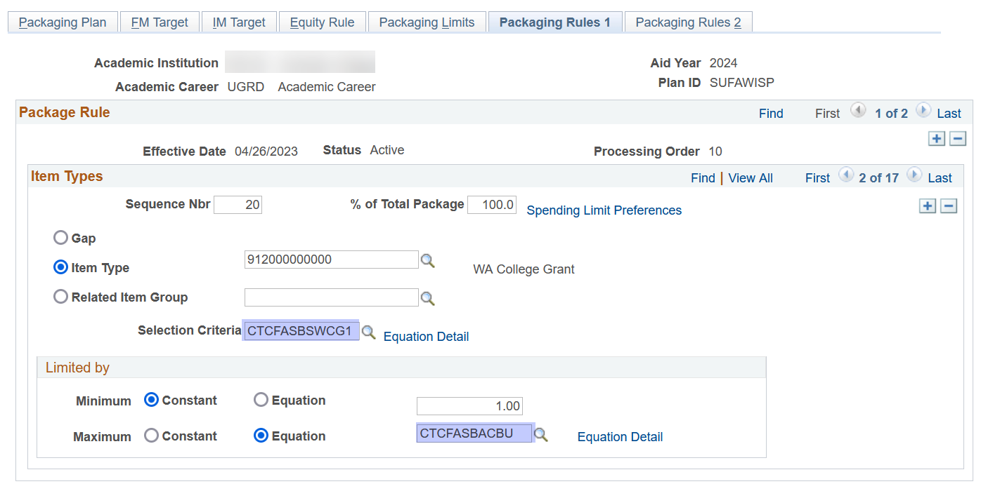 Packaging Plan FM Target IM Target Equity Rule Packaging Limits Packaging Rules 1 Packaging Rules 2
Academic Institution Aid Year 2024
Academic Career UGRD Academic Career Plan ID SUFAWISP
Package Rule Find First 1 of 2 Last
Effective Date 04/26/2023 Status Active Processing Order 10
Item Types Find | View All First 2 of 17 Last
Sequence Nbr 20 % of Total Package 100.0 Spending Limit Preferences
Gap
Item Type 912000000000 WA College Grant
Related Item Group
Selection Criteria CTCFASBSWCG1 Equation Detail
Limited by
Minimum Constant Equation 1.00
Maximum Constant Equation CTCFASBACBU Equation Detail